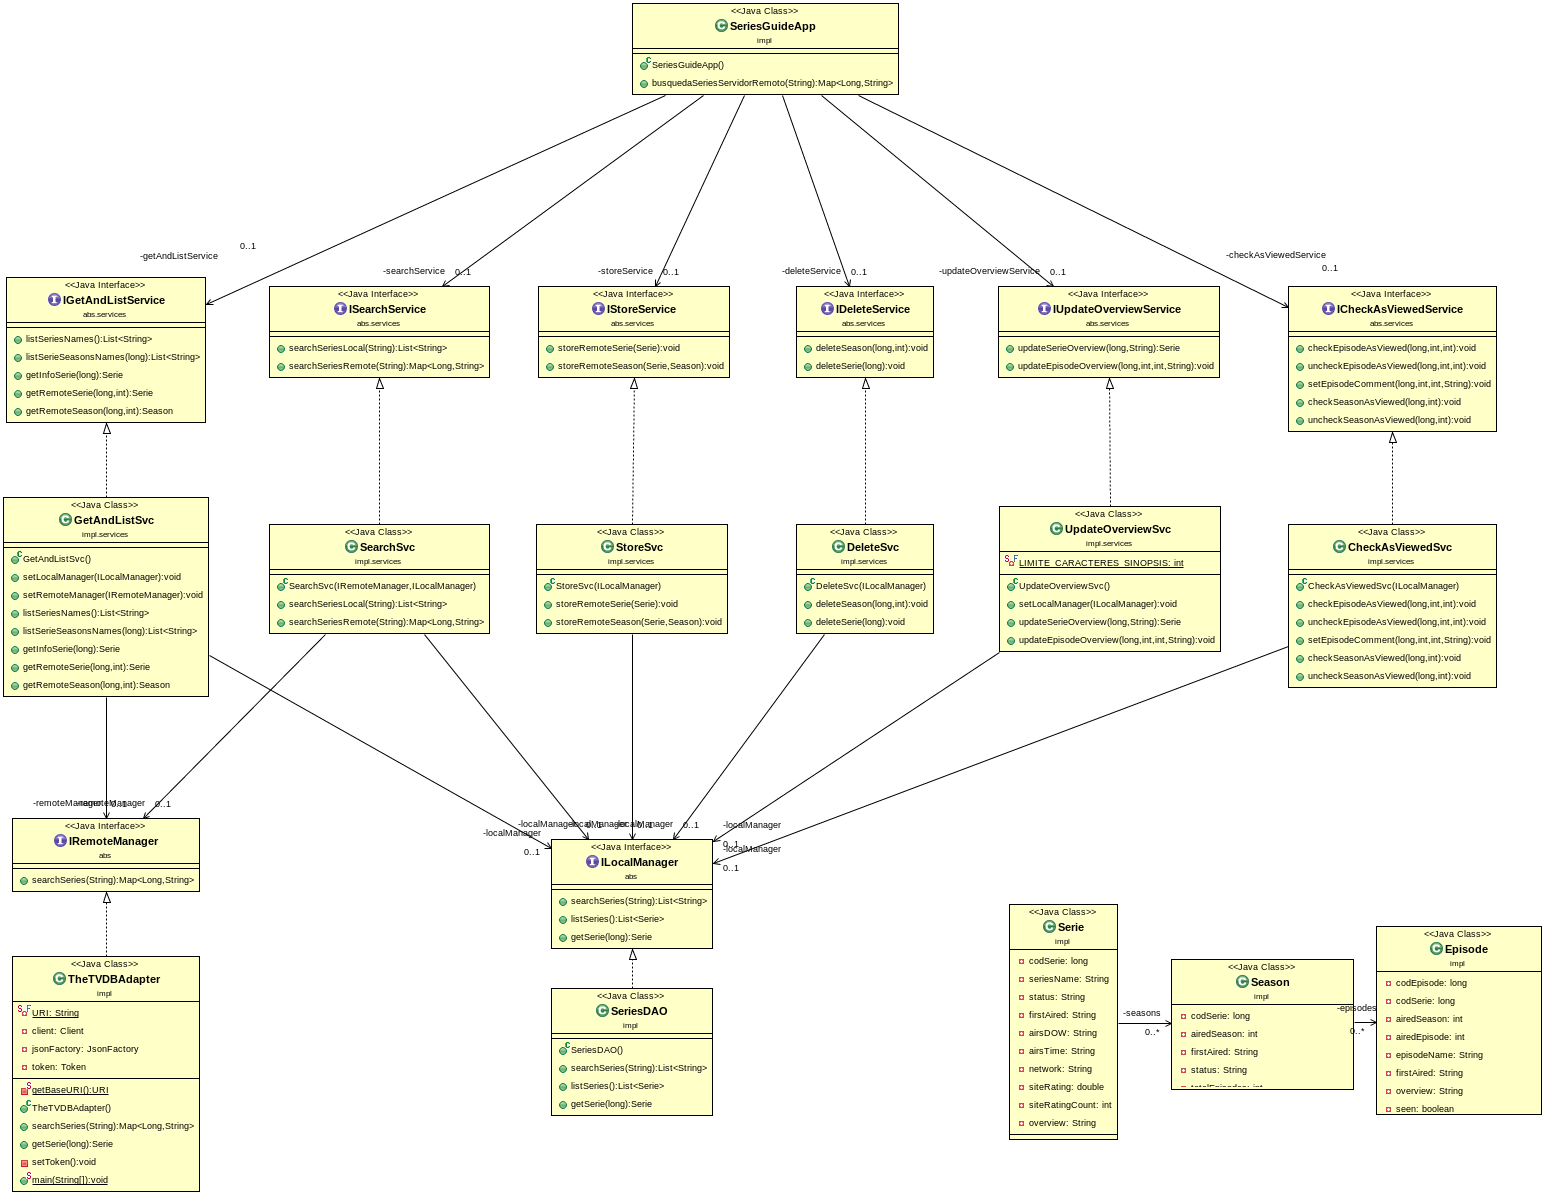 <<Java Class>>
SeriesGuideApp
impl
SeriesGuideApp()
busquedaSeriesServidorRemoto(String):Map<Long,String>
-getAndListService
0..1
-searchService
0..1
-storeService
0..1
-deleteService
0..1
-updateOverviewService
0..1
-checkAsViewedService
0..1
<<Java Interface>>
IGetAndListService
abs.services
listSeriesNames():List<String>
listSerieSeasonsNames(long):List<String>
getInfoSerie(long):Serie
getRemoteSerie(long,int):Serie
getRemoteSeason(long,int):Season
<<Java Interface>>
ISearchService
abs.services
searchSeriesLocal(String):List<String>
searchSeriesRemote(String):Map<Long,String>
<<Java Interface>>
IStoreService
abs.services
storeRemoteSerie(Serie):void
storeRemoteSeason(Serie,Season):void
<<Java Interface>>
IDeleteService
abs.services
deleteSeason(long,int):void
deleteSerie(long):void
<<Java Interface>>
IUpdateOverviewService
abs.services
updateSerieOverview(long,String):Serie
updateEpisodeOverview(long,int,int,String):void
<<Java Interface>>
ICheckAsViewedService
abs.services
checkEpisodeAsViewed(long,int,int):void
uncheckEpisodeAsViewed(long,int,int):void
setEpisodeComment(long,int,int,String):void
checkSeasonAsViewed(long,int):void
uncheckSeasonAsViewed(long,int):void
<<Java Class>>
GetAndListSvc
impl.services
GetAndListSvc()
setLocalManager(ILocalManager):void
setRemoteManager(IRemoteManager):void
listSeriesNames():List<String>
listSerieSeasonsNames(long):List<String>
getInfoSerie(long):Serie
getRemoteSerie(long,int):Serie
getRemoteSeason(long,int):Season
<<Java Class>>
SearchSvc
impl.services
SearchSvc(IRemoteManager,ILocalManager)
searchSeriesLocal(String):List<String>
searchSeriesRemote(String):Map<Long,String>
<<Java Class>>
StoreSvc
impl.services
StoreSvc(ILocalManager)
storeRemoteSerie(Serie):void
storeRemoteSeason(Serie,Season):void
<<Java Class>>
DeleteSvc
impl.services
DeleteSvc(ILocalManager)
deleteSeason(long,int):void
deleteSerie(long):void
<<Java Class>>
UpdateOverviewSvc
impl.services
LIMITE_CARACTERES_SINOPSIS: int
UpdateOverviewSvc()
setLocalManager(ILocalManager):void
updateSerieOverview(long,String):Serie
updateEpisodeOverview(long,int,int,String):void
<<Java Class>>
CheckAsViewedSvc
impl.services
CheckAsViewedSvc(ILocalManager)
checkEpisodeAsViewed(long,int,int):void
uncheckEpisodeAsViewed(long,int,int):void
setEpisodeComment(long,int,int,String):void
checkSeasonAsViewed(long,int):void
uncheckSeasonAsViewed(long,int):void
-remoteManager
0..1
-remoteManager
0..1
-localManager
0..1
-localManager
0..1
-localManager
0..1
-localManager
0..1
-localManager
0..1
-localManager
0..1
<<Java Interface>>
IRemoteManager
abs
searchSeries(String):Map<Long,String>
<<Java Interface>>
ILocalManager
abs
searchSeries(String):List<String>
listSeries():List<Serie>
getSerie(long):Serie
<<Java Class>>
TheTVDBAdapter
impl
URI: String
client: Client
jsonFactory: JsonFactory
token: Token
getBaseURI():URI
TheTVDBAdapter()
searchSeries(String):Map<Long,String>
getSerie(long):Serie
setToken():void
main(String[]):void
<<Java Class>>
SeriesDAO
impl
SeriesDAO()
searchSeries(String):List<String>
listSeries():List<Serie>
getSerie(long):Serie
<<Java Class>>
Serie
impl
codSerie: long
seriesName: String
status: String
firstAired: String
airsDOW: String
airsTime: String
network: String
siteRating: double
siteRatingCount: int
overview: String
-seasons
0..*
<<Java Class>>
Season
impl
codSerie: long
airedSeason: int
firstAired: String
status: String
-episodes
0..*
<<Java Class>>
Episode
impl
codEpisode: long
codSerie: long
airedSeason: int
airedEpisode: int
episodeName: String
firstAired: String
overview: String
seen: boolean